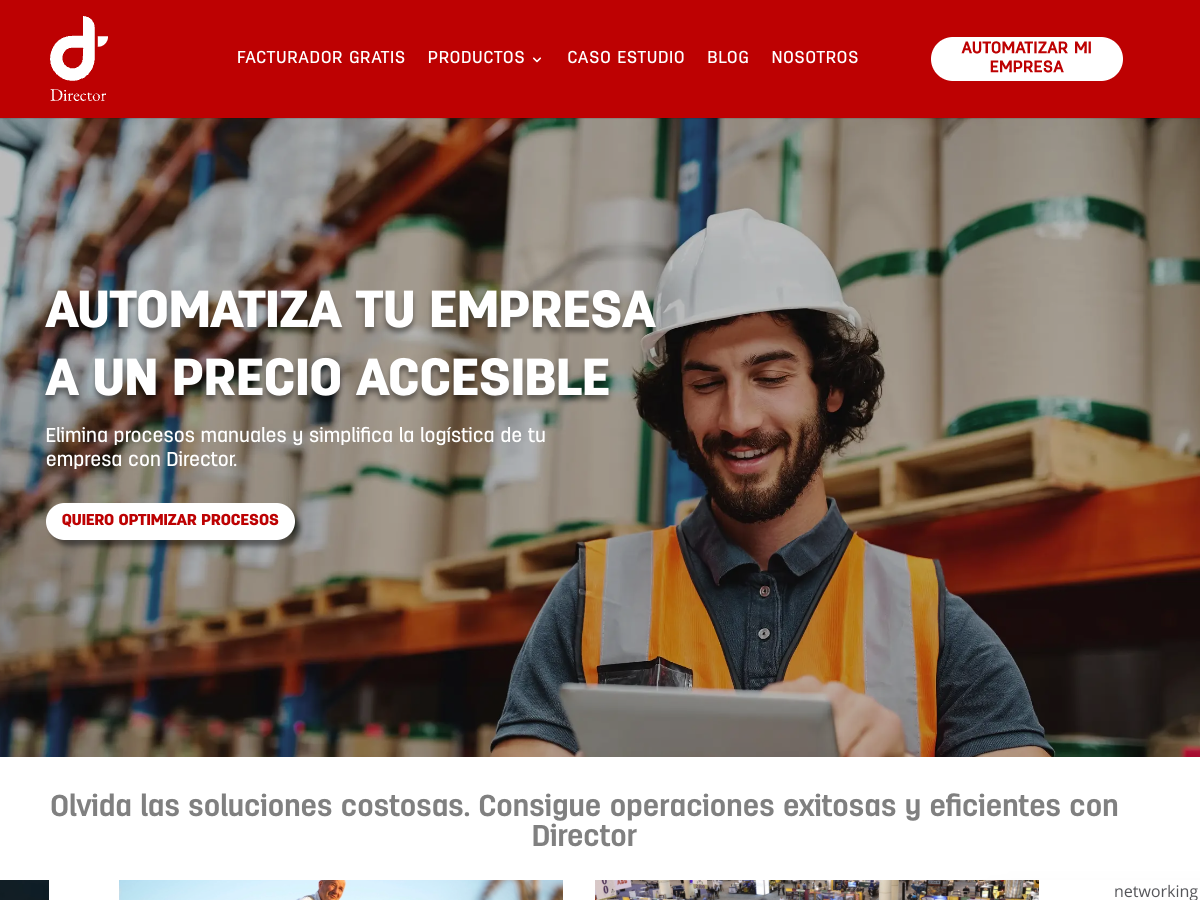 Director
FACTURADOR GRATIS
PRODUCTOS
CASO ESTUDIO
BLOG
NOSOTROS
AUTOMATIZAR MI
EMPRESA
AUTOMATIZA TU EMPRESA
A UN PRECIO ACCESIBLE
Elimina procesos manuales y simplifica la logística de tu
empresa con Director.
QUIERO OPTIMIZAR PROCESOS
Olvida las soluciones costosas. Consigue operaciones exitosas y eficientes con
Director
networking